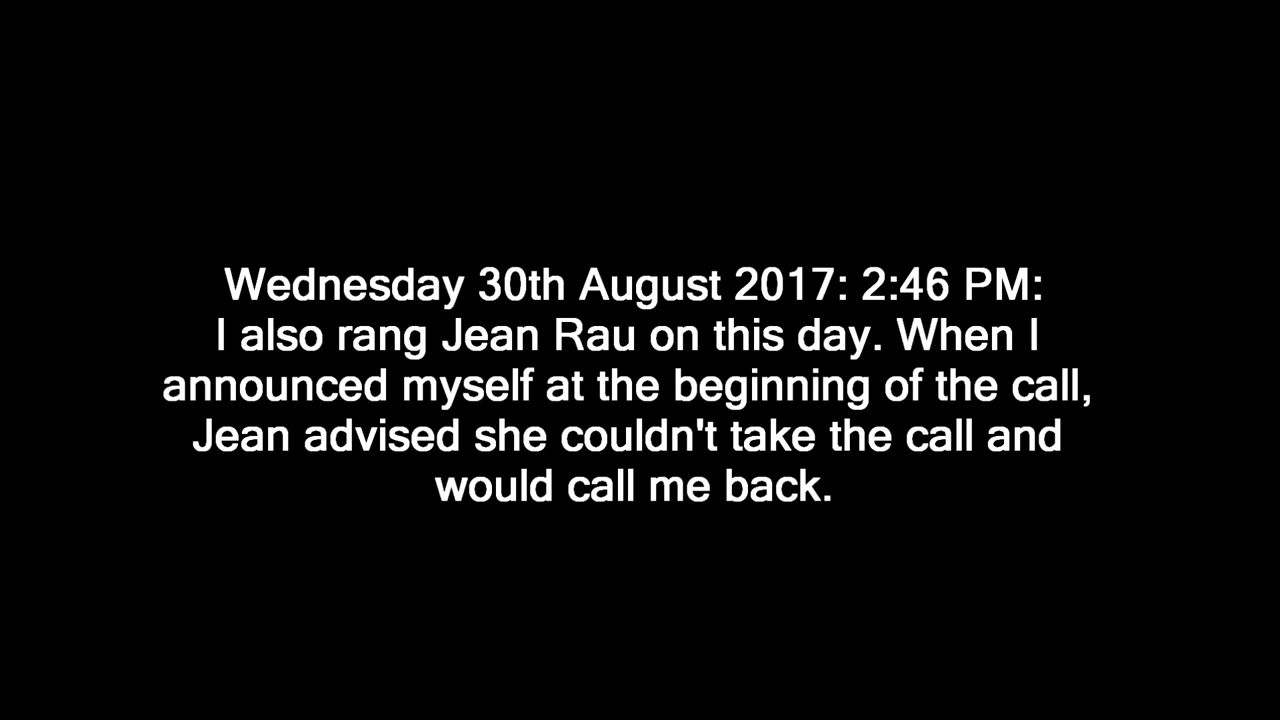 Wednesday 30th August 2017: 2:46 PM:
I also rang Jean Rau on this day. When I
announced myself at the beginning of the call,
Jean advised she couldn't take the call and
would call me back.